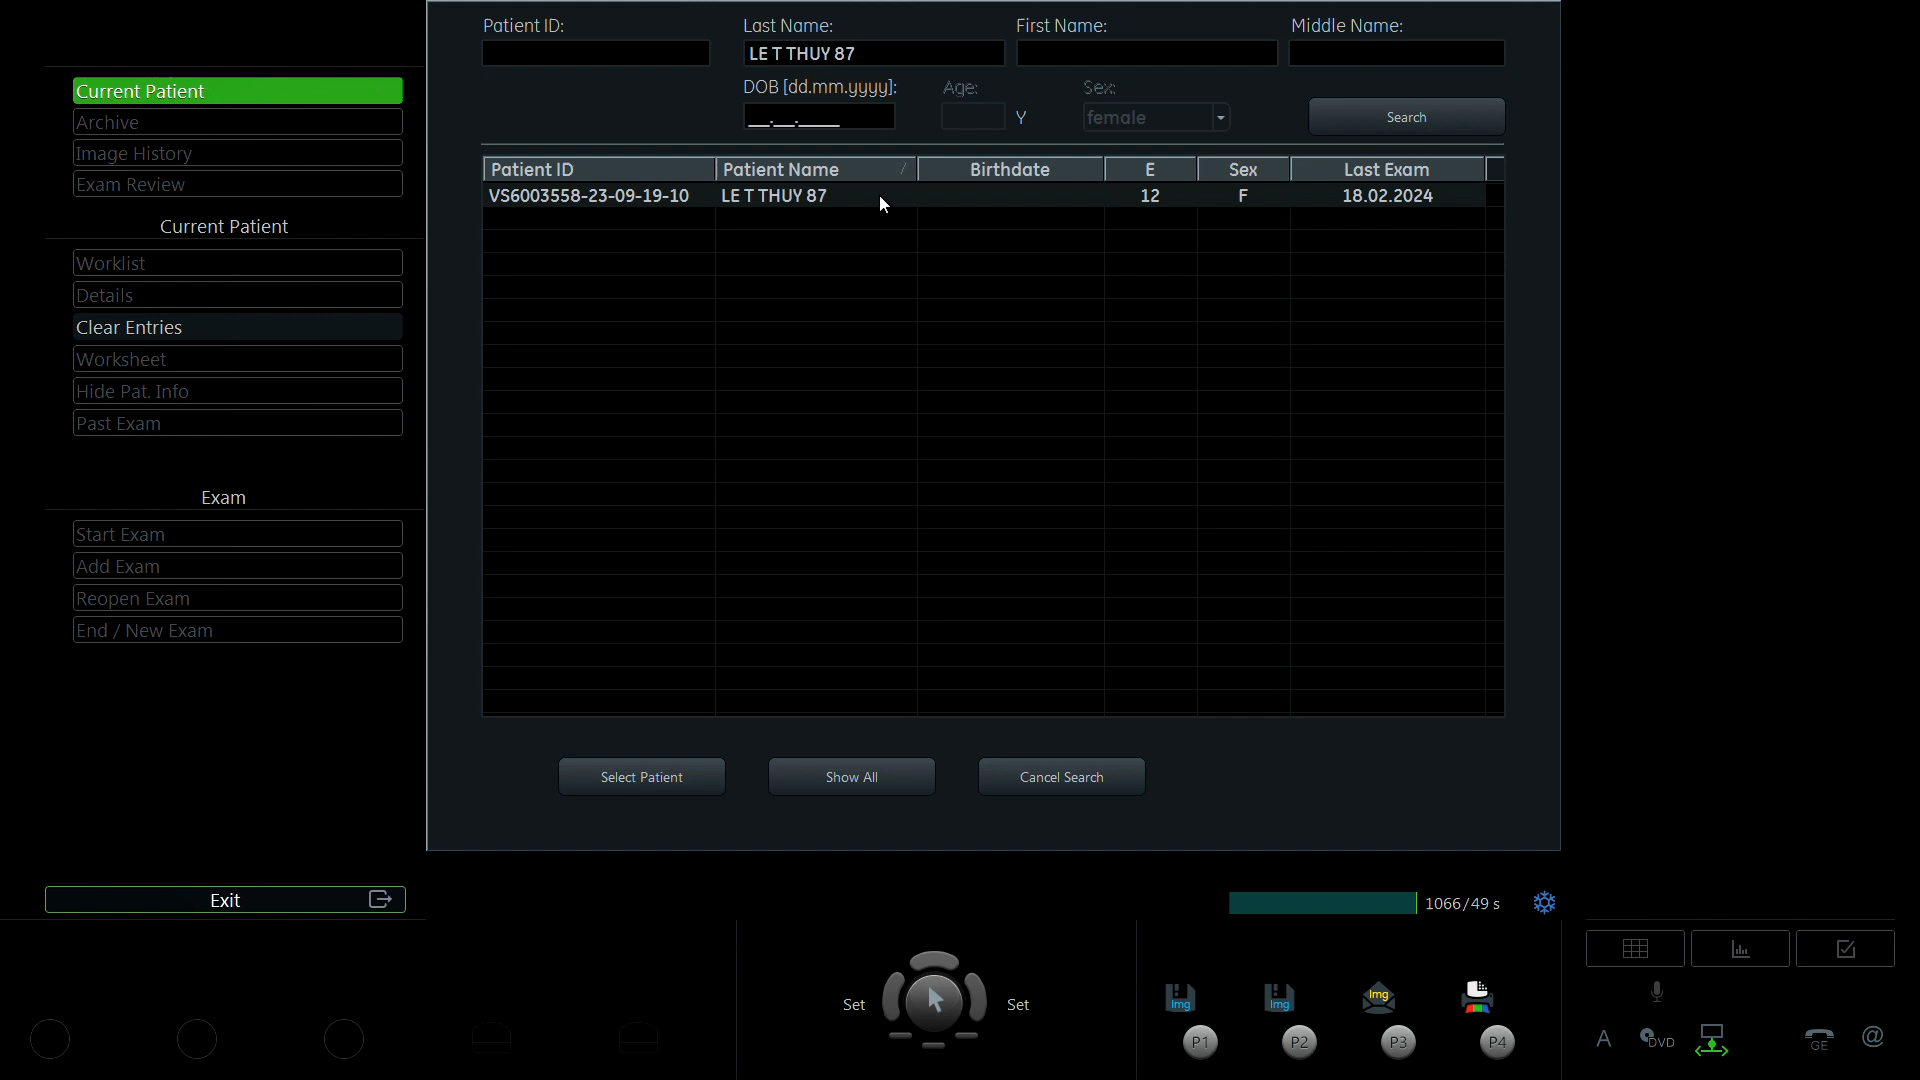 Patient ID:
Last Name:
First Name:
Middle Name:
LE T THUY 87
DOB [dd.mm.yyyy]:
Age:
Sex:
__.__.____
Y
female
Search
Current Patient
Archive
Image History
Exam Review
Current Patient
Worklist
Details
Clear Entries
Worksheet
Hide Pat. Info
Past Exam
Exam
Start Exam
Add Exam
Reopen Exam
End / New Exam
Patient ID
Patient Name
Birthdate
E
Sex
Last Exam
VS6003558-23-09-19-10
LE T THUY 87
12
F
18.02.2024
Select Patient
Show All
Cancel Search
Exit
1066/49 s
Set
Set
Img
Img
Img
P1
P2
P3
P4
A
DVD
GE
@